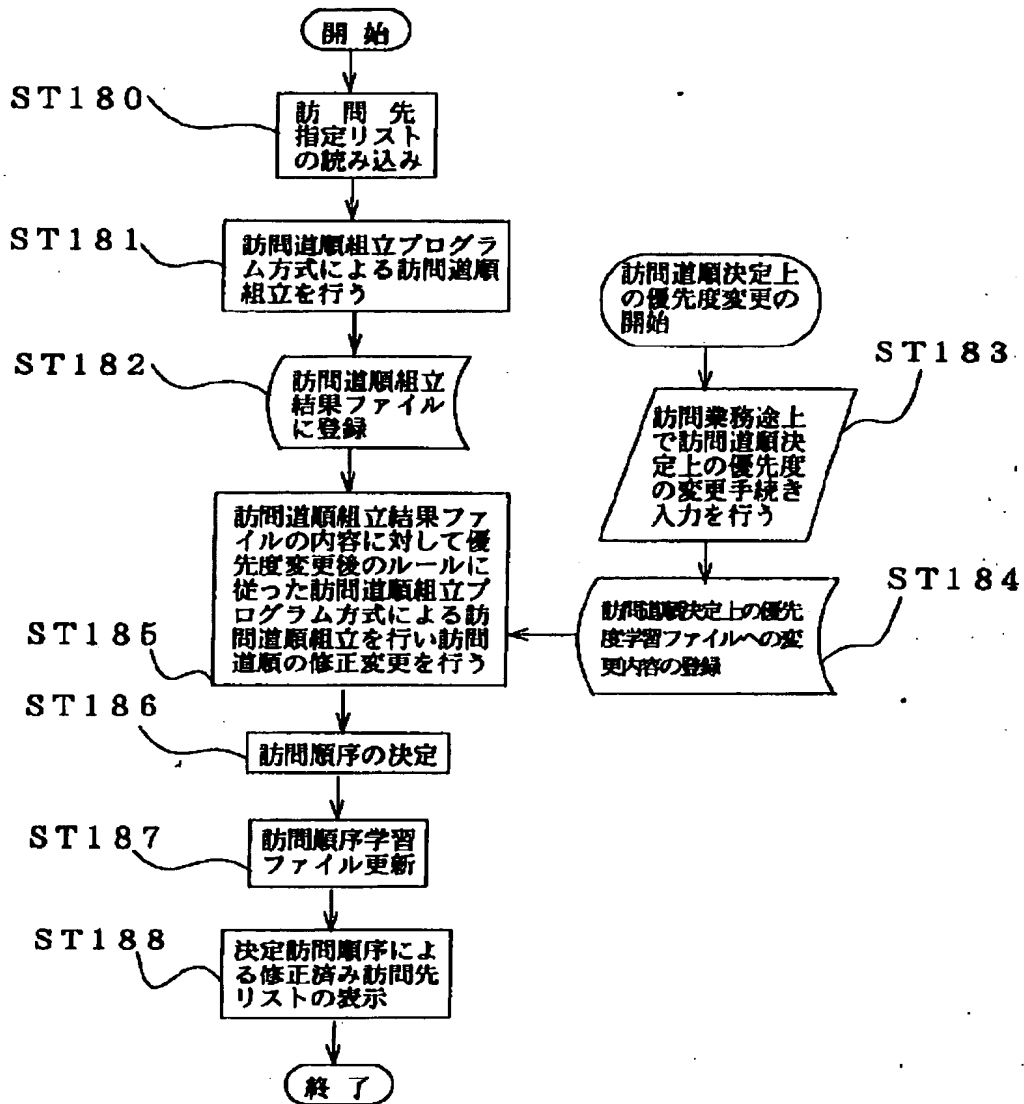 開 始
ST180
訪 問 先
指定リスト
の読み込み
ST181
訪問道順組立プログラ
ム方式による訪問道順
組立を行う
ST182
訪問道順組立
結果ファイル
に登録
訪問道順決定上
の優先度変更の
開始
ST183
訪問業務途上
で訪問道順決
定上の優先度
の変更手続き
入力を行う
ST184
訪問道順決定上の優先
度学習ファイルへの変
更内容の登録
ST185
訪問道順組立結果ファ
イルの内容に対して優
先度変更後のルールに
従った訪問道順組立プ
ログラム方式による訪
問道順組立を行い訪問
道順の修正変更を行う
ST186
訪問順序の決定
ST187
訪問順序学習
ファイル更新
ST188
決定訪問順序によ
る修正済み訪問先
リストの表示
終 了